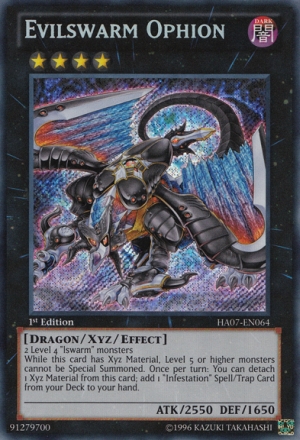 EVILSWARM OPHION
DARK
闇
HA07-EN064
1st Edition
[DRAGON/XYZ/EFFECT]
2 Level 4 "lswarm" monsters
While this card has Xyz Material, Level 5 or higher monsters
cannot be Special Summoned. Once per turn: You can detach
1 Xyz Material from this card; add 1 "Infestation" Spell/Trap Card
from your Deck to your hand.
ATK/2550 DEF/1650
91279700
©1996 KAZUKI TAKAHASHI